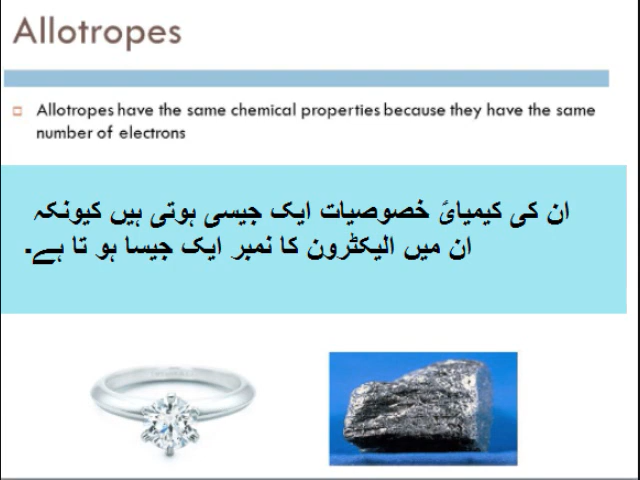 Allotropes
Allotropes have the same chemical properties because they have the same
number of electrons
ان کی کیمیائ خصوصیات ایک جیسی ہوتی ہیں کیونکہ
ان میں الیکٹرون کا نمبر ایک جیسا ہو تا ہے۔